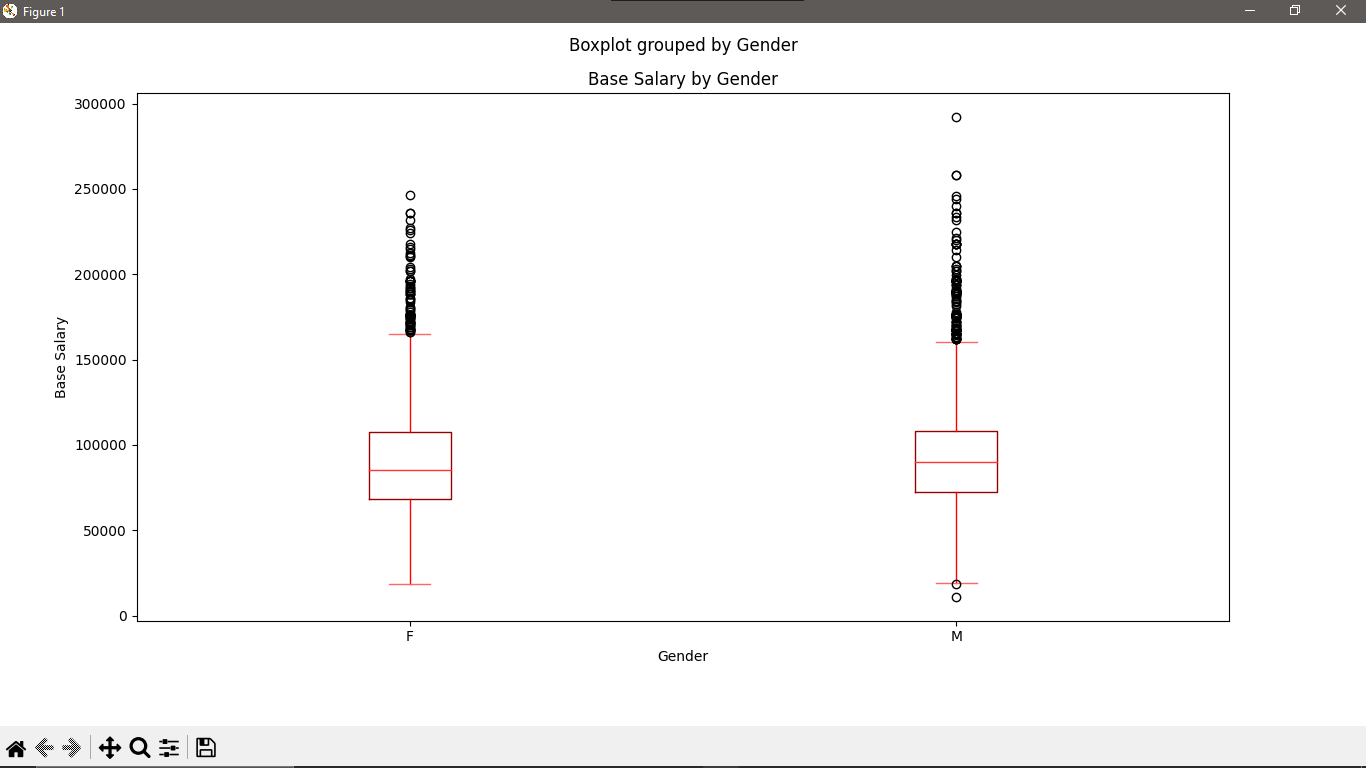 Figure 1
Boxplot grouped by Gender
Base Salary by Gender
300000
250000
200000
150000
100000
50000
0
Base Salary
F
M
Gender